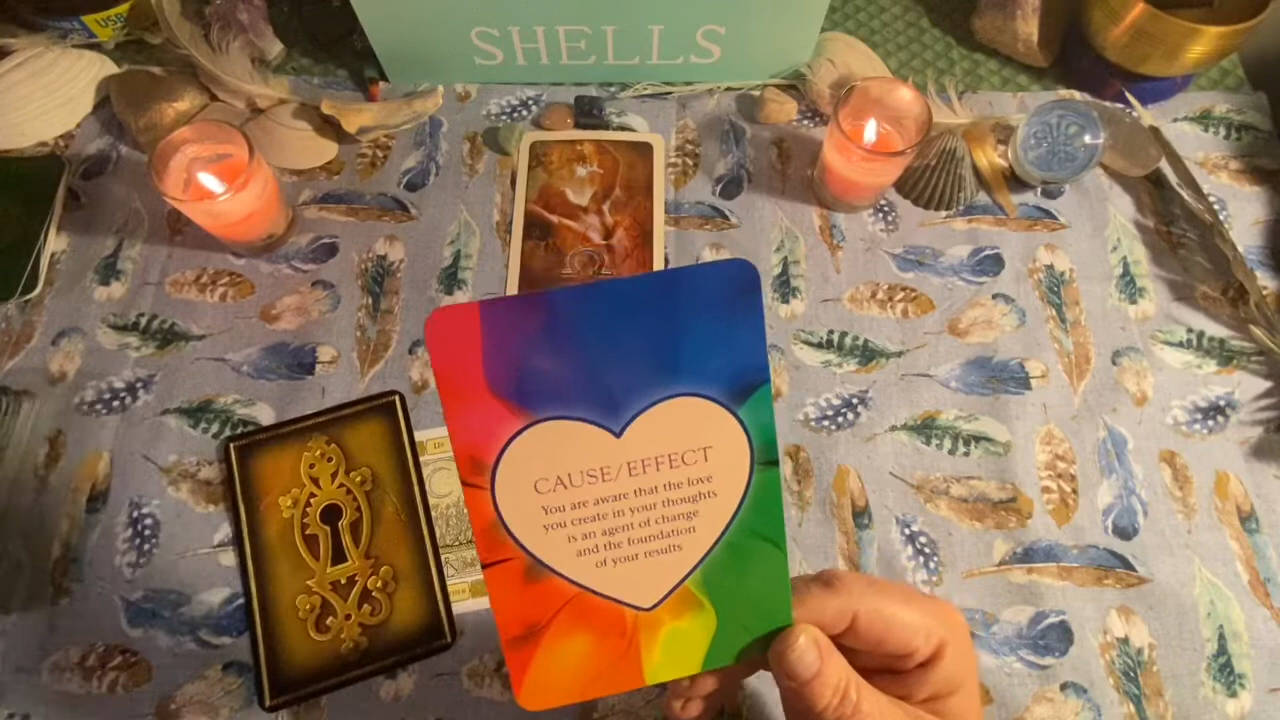 USB
SHELLS
CAUSE/EFFECT
You are aware that the love
you create in your thoughts
is an agent of change
and the foundation
of your results